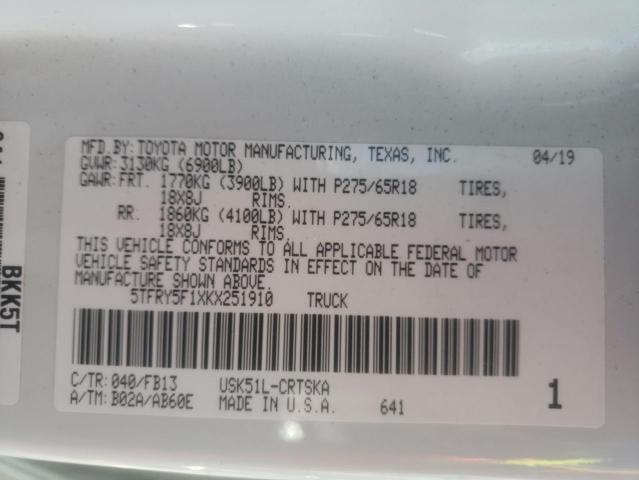 MFD.BY: TOYOTA MOTOR MANUFACTURING, TEXAS, INC. 04/19
GVWR: 3130KG (6900LB)
GAWR: FRT. 1770KG (3900LB) WITH P275/65R18 TIRES,
18X8J RIMS.
RR. 1860KG (4100LB) WITH P275/65R18 TIRES,
18X8J RIMS.
THIS VEHICLE CONFORMS TO ALL APPLICABLE FEDERAL MOTOR
VEHICLE SAFETY STANDARDS IN EFFECT ON THE DATE OF
MANUFACTURE SHOWN ABOVE.
5TFRY5F1XKX251910 TRUCK
C/TR: 040/FB13 USK51L-CRTSKA
A/TM: B02A/AB60E MADE IN U.S.A. 641
1
BKK5T